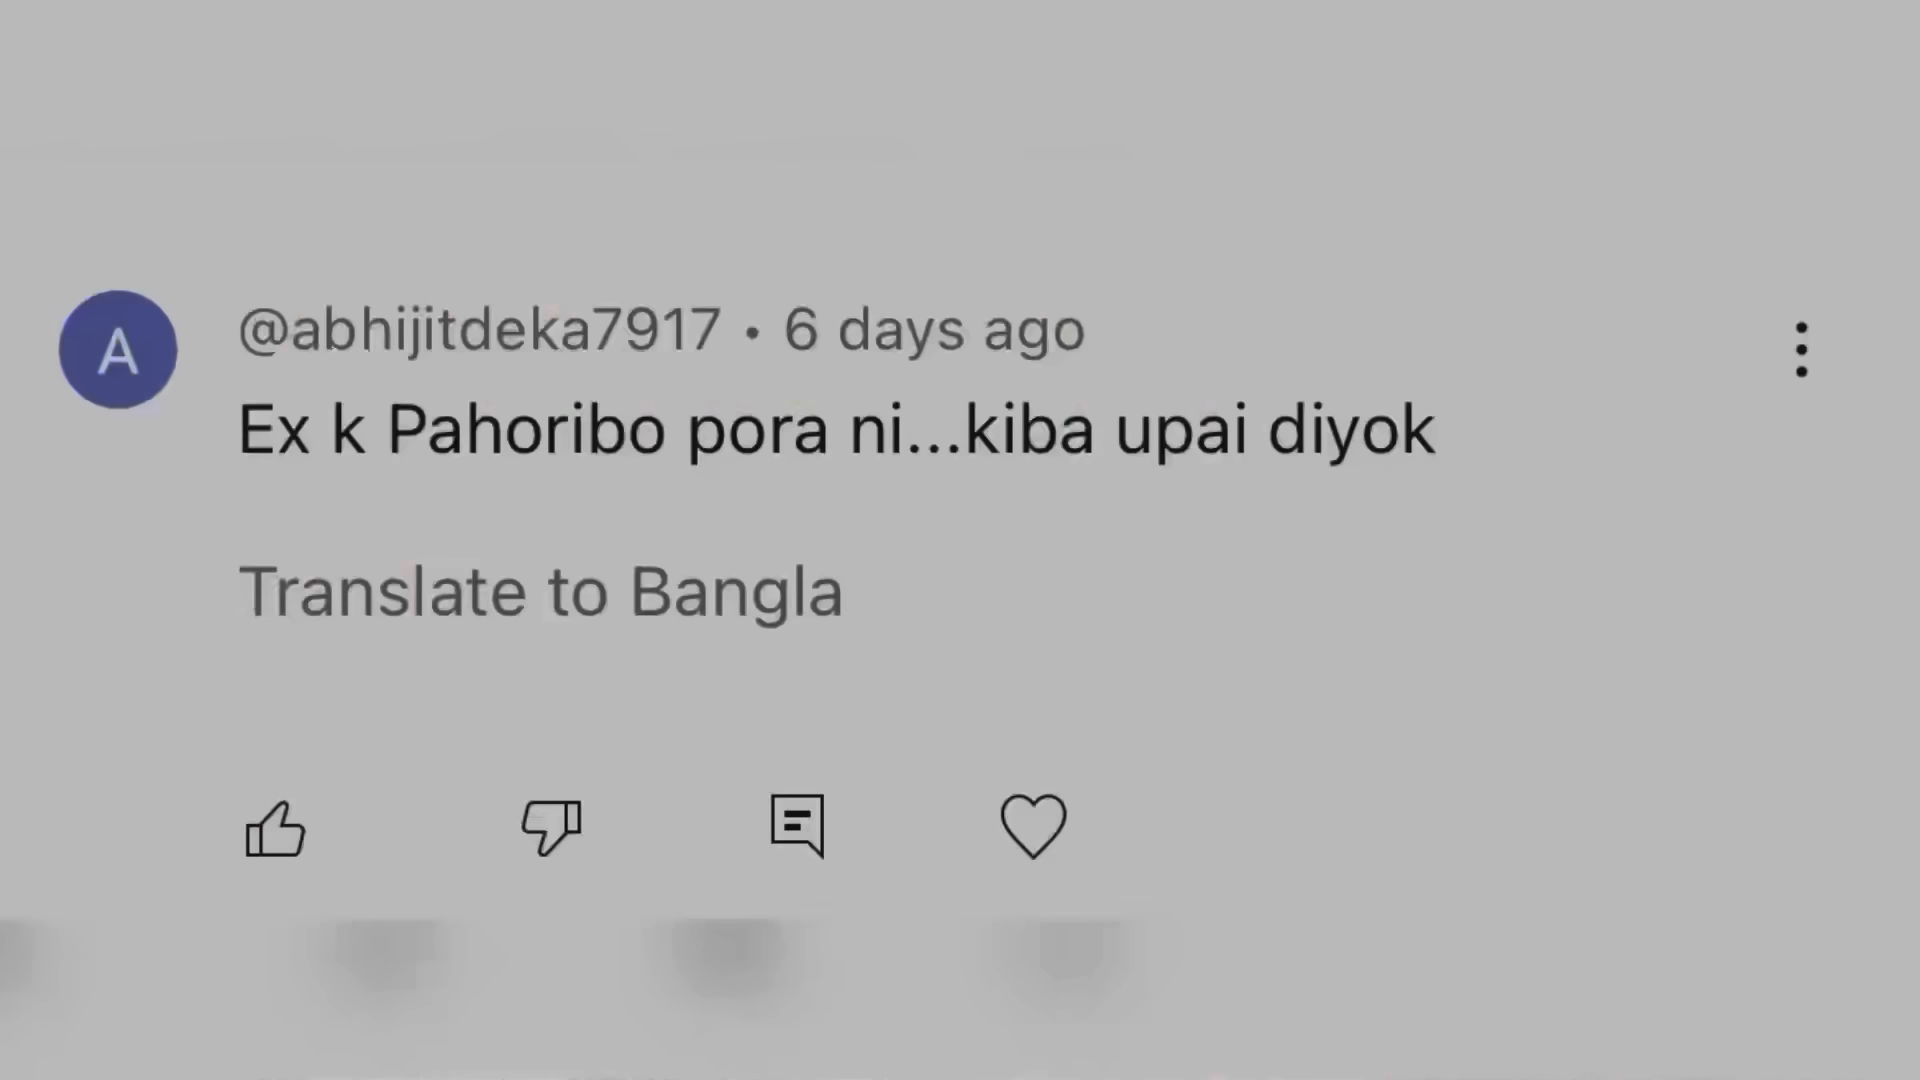 A
@abhijitdeka7917 • 6 days ago
Ex k Pahoribo pora ni...kiba upai diyok
Translate to Bangla